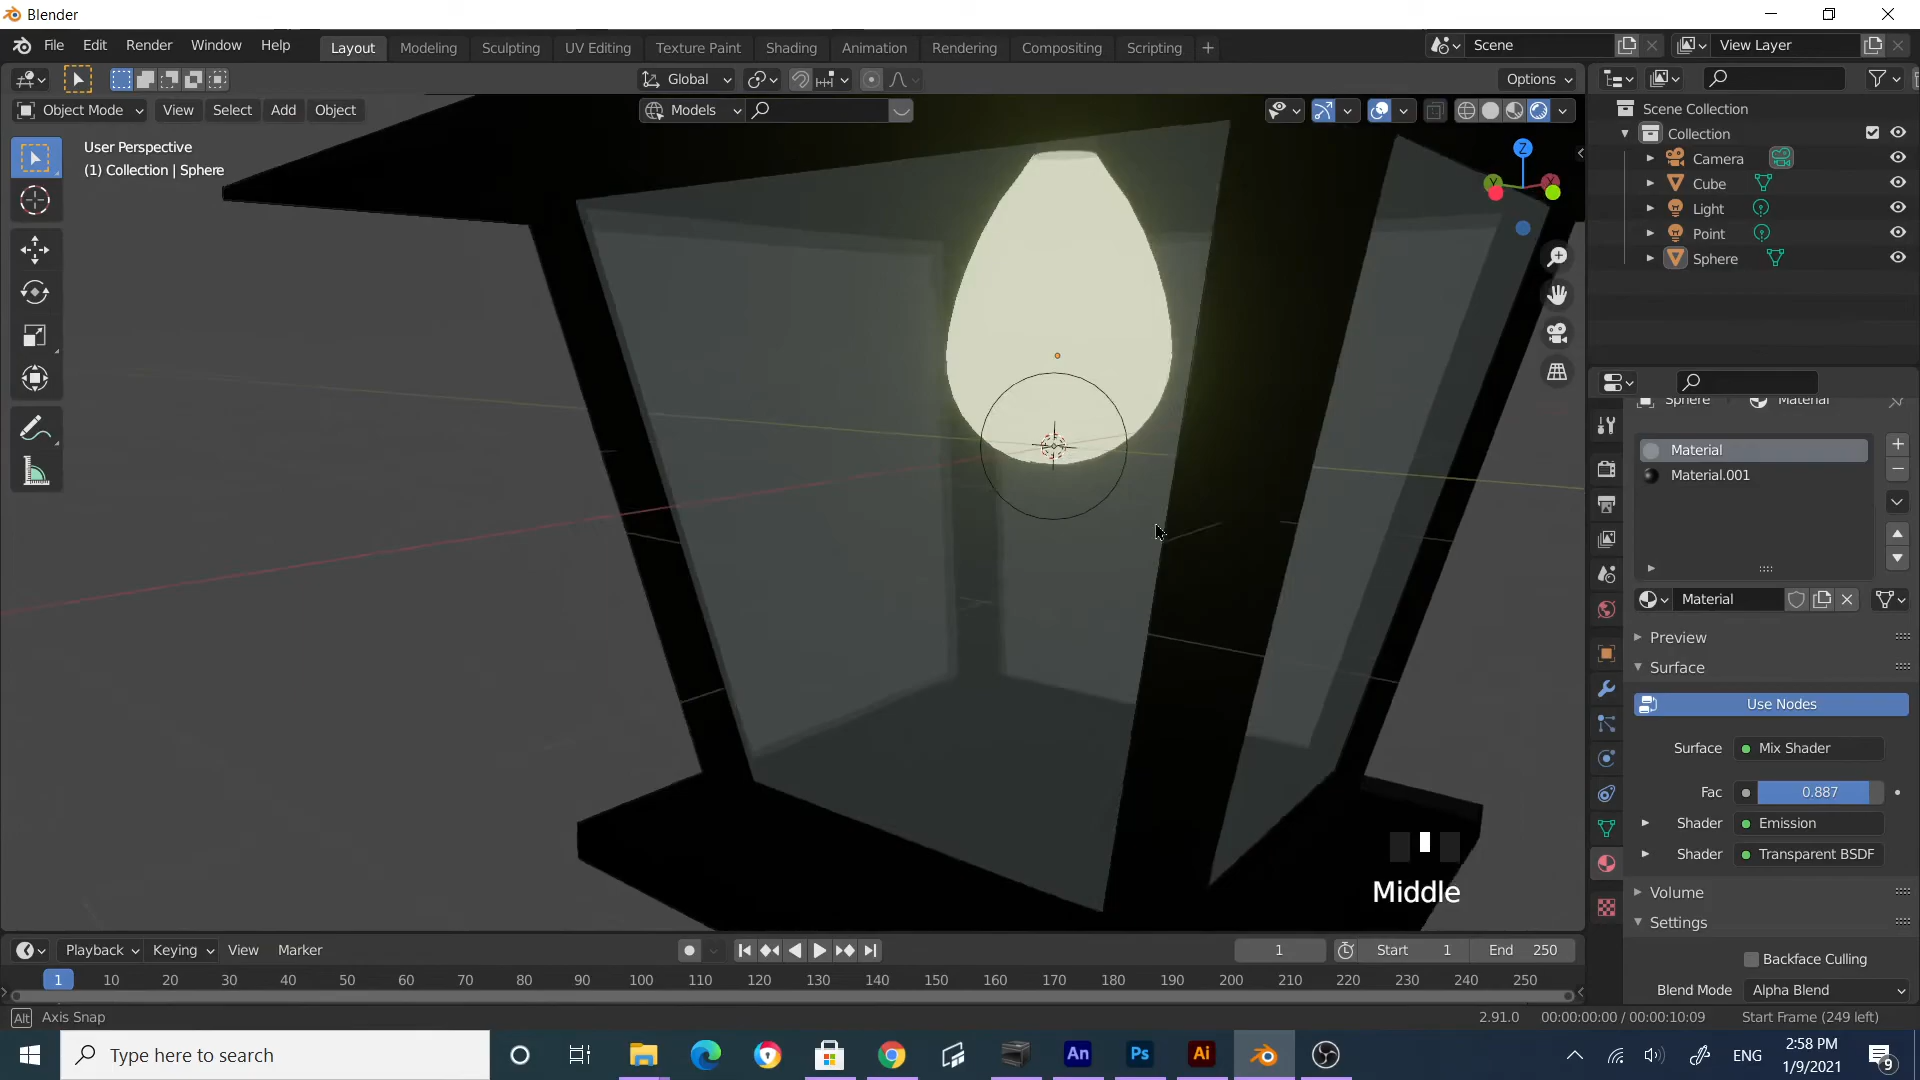 Blender
File Edit Render Window Help
Layout Modeling Sculpting UV Editing Texture Paint Shading Animation Rendering Compositing Scripting +
Scene
View Layer
Global
Options
Object Mode View Select Add Object
Models
User Perspective
(1) Collection | Sphere
Z
Y
X
Scene Collection
Collection
Camera
Cube
Light
Point
Sphere
Sphere Material
Material
Material.001
Material
Preview
Surface
Use Nodes
Surface Mix Shader
Fac 0.887
Shader Emission
Shader Transparent BSDF
Volume
Settings
Backface Culling
Blend Mode Alpha Blend
Middle
Playback Keying View Marker
1 Start 1 End 250
1 10 20 30 40 50 60 70 80 90 100 110 120 130 140 150 160 170 180 190 200 210 220 230 240 250
Alt Axis Snap
2.91.0 00:00:00:00 / 00:00:10:09 Start Frame (249 left)
Type here to search
An
Ps
Ai
ENG
2:58 PM
1/9/2021
9